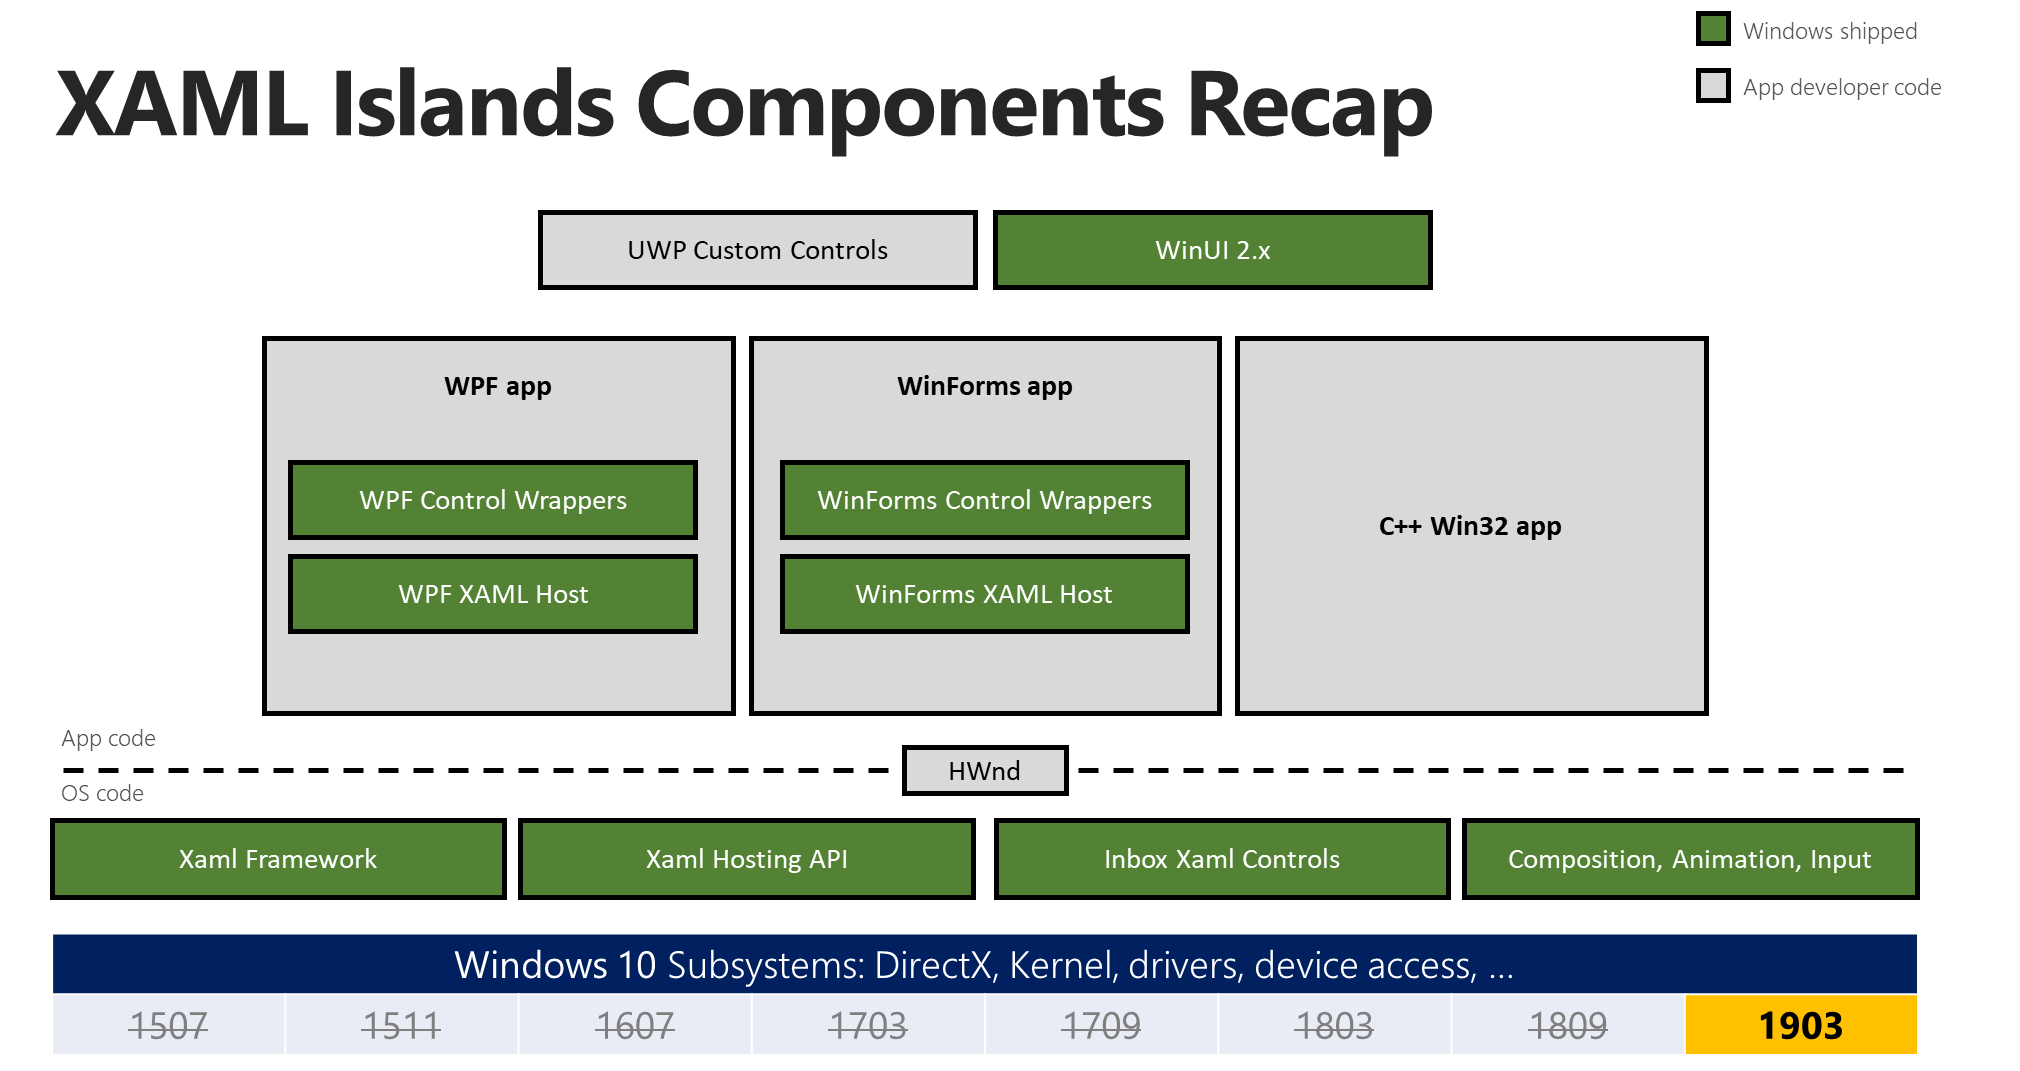 Windows shipped
App developer code
XAML Islands Components Recap
UWP Custom Controls
WinUI 2.x
WPF app
WPF Control Wrappers
WPF XAML Host
WinForms app
WinForms Control Wrappers
WinForms XAML Host
C++ Win32 app
App code
HWnd
OS code
Xaml Framework
Xaml Hosting API
Inbox Xaml Controls
Composition, Animation, Input
Windows 10 Subsystems: DirectX, Kernel, drivers, device access, ...
1507
1511
1607
1703
1709
1803
1809
1903